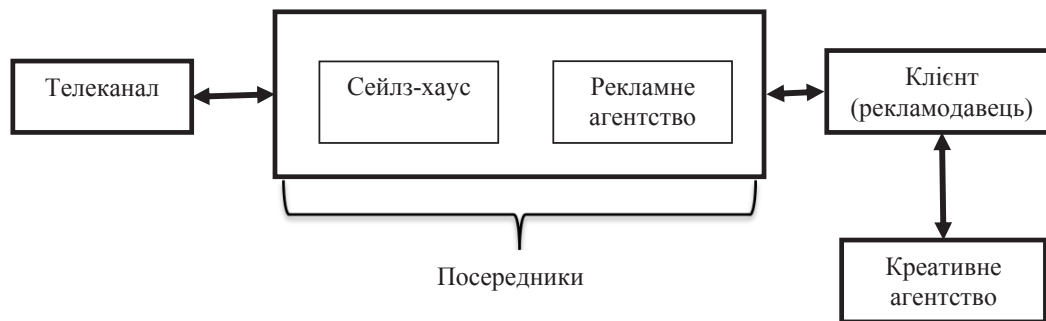 Телеканал
Сейлз-хаус
Рекламне
агентство
Клієнт
(рекламодавець)
Посередники
Креативне
агентство